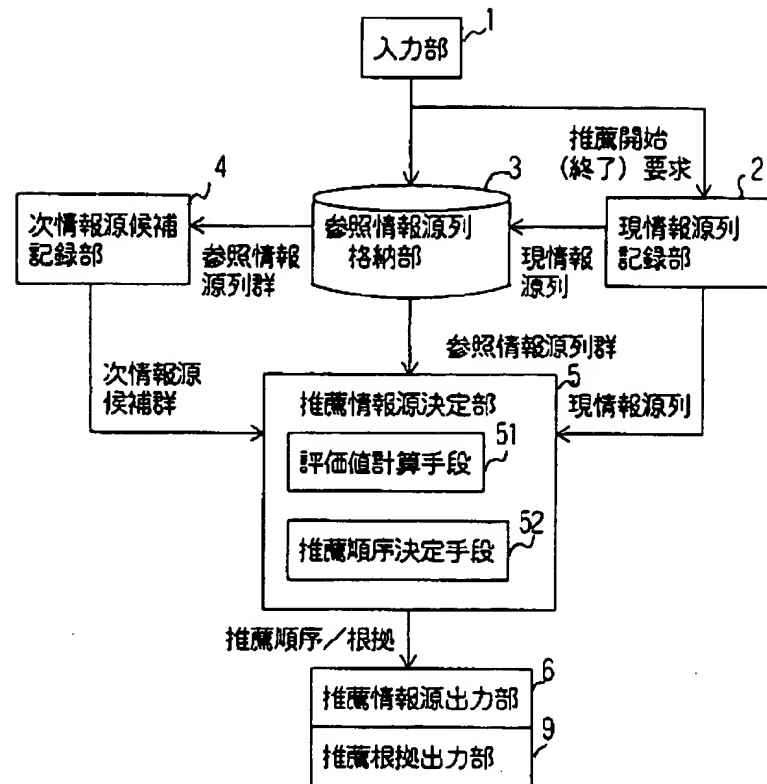 1
入力部
推薦開始
(終了)要求
4
3
2
次情報源候補
記録部
参照情報源列
格納部
現情報源列
記録部
参照情報
源列群
現情報
源列
参照情報源列群
次情報源
候補群
5
推薦情報源決定部
現情報源列
51
評価値計算手段
52
推薦順序決定手段
推薦順序/根拠
6
推薦情報源出力部
9
推薦根拠出力部